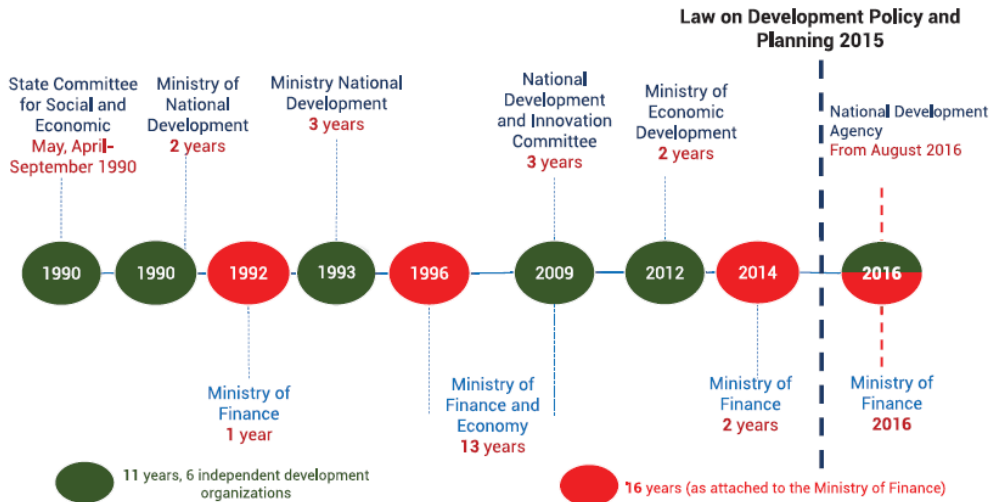 Law on Development Policy and
Planning 2015
State Committee
for Social and
Economic
May, April-
September 1990
Ministry of
National
Development
2 years
Ministry National
Development
3 years
National
Development
and Innovation
Committee
3 years
Ministry of
Economic
Development
2 years
National Development
Agency
From August 2016
1990
1990
1992
1993
1996
2009
2012
2014
2016
Ministry of
Finance
1 year
Ministry of
Finance and
Economy
13 years
Ministry of
Finance
2 years
Ministry of
Finance
2016
11 years, 6 independent development
organizations
16 years (as attached to the Ministry of Finance)